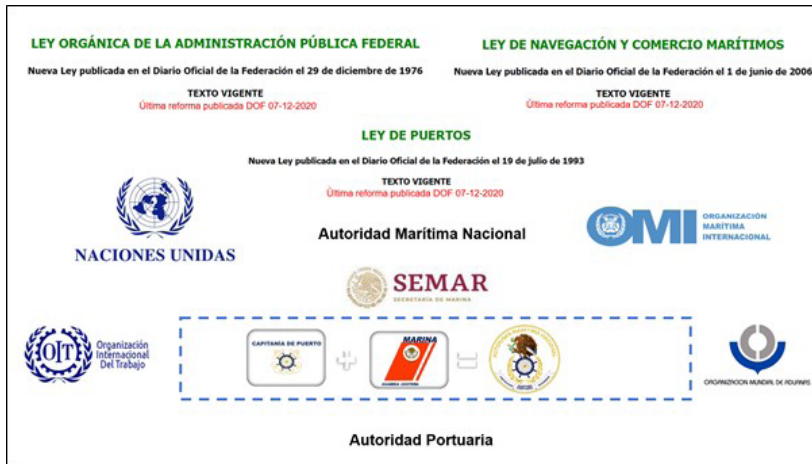 LEY ORGÁNICA DE LA ADMINISTRACIÓN PÚBLICA FEDERAL
Nueva Ley publicada en el Diario Oficial de la Federación el 29 de diciembre de 1976
TEXTO VIGENTE
Última reforma publicada DOF 07-12-2020
LEY DE NAVEGACIÓN Y COMERCIO MARÍTIMOS
Nueva Ley publicada en el Diario Oficial de la Federación el 1 de junio de 2006
TEXTO VIGENTE
Última reforma publicada DOF 07-12-2020
LEY DE PUERTOS
Nueva Ley publicada en el Diario Oficial de la Federación el 19 de julio de 1993
TEXTO VIGENTE
Última reforma publicada DOF 07-12-2020
NACIONES UNIDAS
Autoridad Marítima Nacional
OMI
ORGANIZACIÓN
MARÍTIMA
INTERNACIONAL
SEMAR
SECRETARÍA DE MARINA
OIT
Organización
Internacional
Del Trabajo
CAPITANÍA DE PUERTO
+
MARINA
GUARDIA COSTERA
=
ORGANIZACION MUNDIAL DE ADUANAS
Autoridad Portuaria